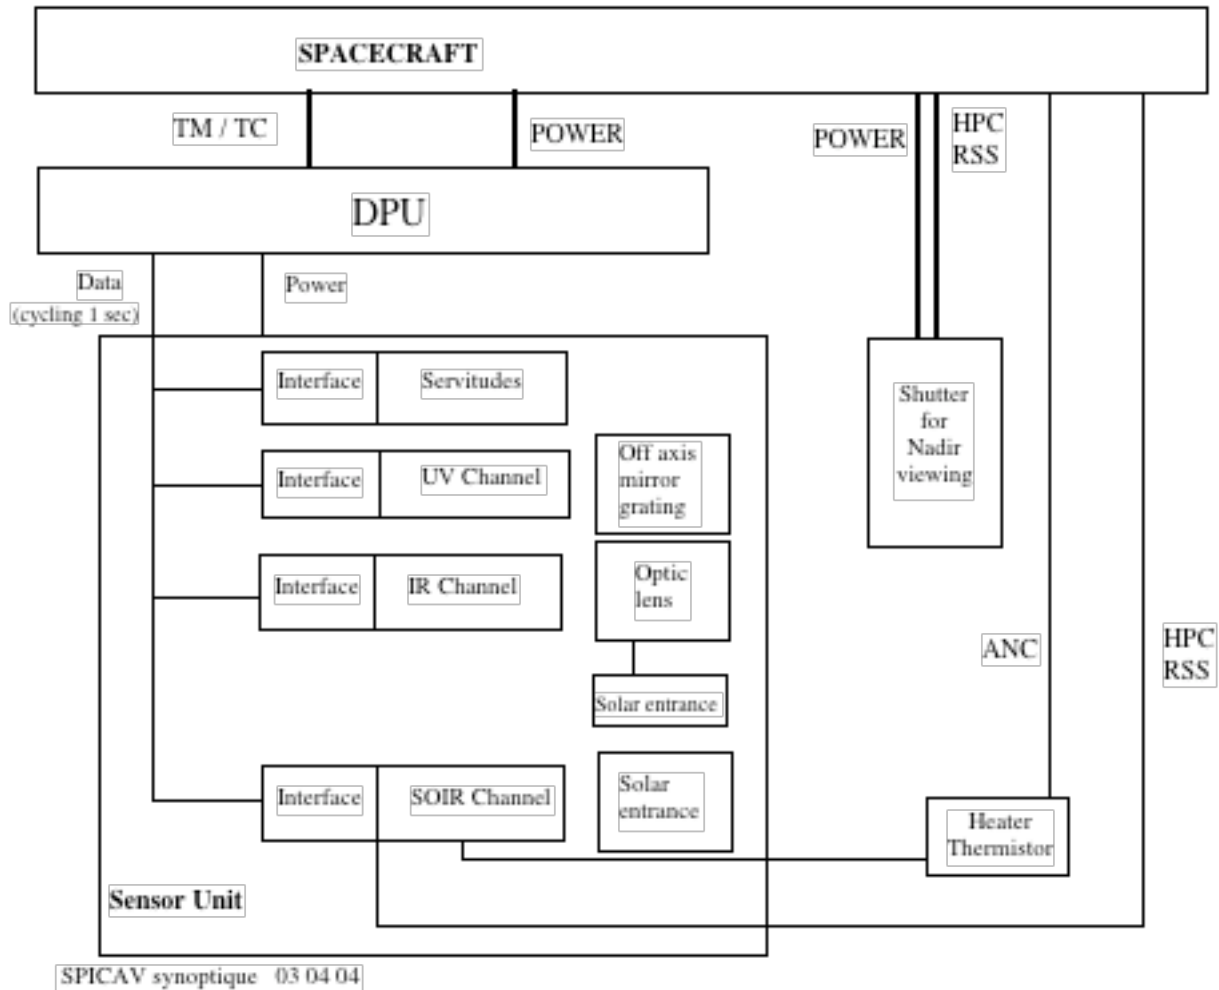 SPACECRAFT
TM / TC
POWER
POWER
HPC
RSS
DPU
Data
(cycling 1 sec)
Power
Interface
Servitudes
Interface
UV Channel
Off axis
mirror
grating
Shutter
for
Nadir
viewing
Interface
IR Channel
Optic
lens
ANC
HPC
RSS
Solar entrance
Interface
SOIR Channel
Solar
entrance
Heater
Thermistor
Sensor Unit
SPICAV synoptique 03 04 04